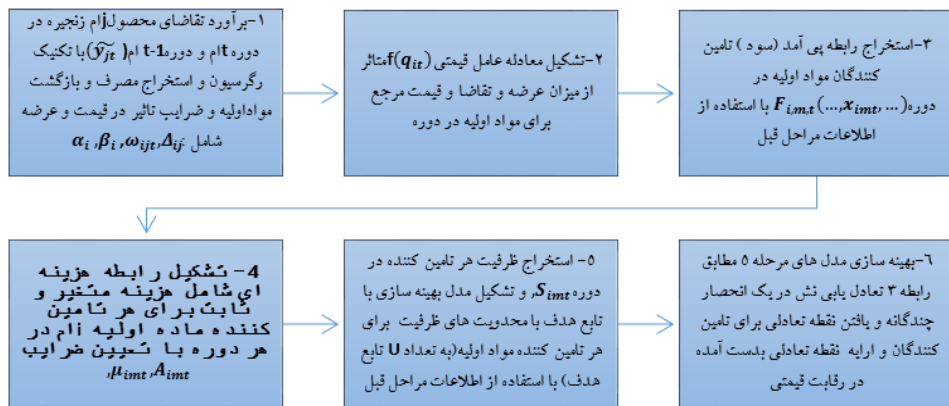 ۱-برآورد تقاضای محصولjام زنجیره در
دوره tام و دوره t-1 ام( ŷjt)با تکنیک
رگرسیون و استخراج مصرف و بازگشت
مواداولیه و ضرایب تاثیر در قیمت و عرضه
شامل :αi ,βi ,ωijt,Δij
۲-تشکیل معادله عامل قیمتی f(qit)متاثر
از میزان عرضه و تقاضا و قیمت مرجع
برای مواد اولیه در دوره
۳-استخراج رابطه پی آمد (سود ) تامین
کنندگان مواد اولیه در
دوره(...,ximt,...)Fi,m,t با استفاده از
اطلاعات مراحل قبل
4- تشکیل رابطه هزینه
ای شامل هزینه متغیر و
ثابت برای هر تامین
کننده ماده اولیه iام در
هر دوره با تعیین ضرایب
,μimt,Aimt
۵- استخراج ظرفیت هر تامین کننده در
دوره Simt, و تشکیل مدل بهینه سازی با
تابع هدف با محدویت های ظرفیت برای
هر تامین کننده مواد اولیه(به تعداد U تابع
هدف) با استفاده از اطلاعات مراحل قبل
۶-بهینه سازی مدل های مرحله ۵ مطابق
رابطه ۳ تعادل یابی نش در یک انحصار
چندگانه و یافتن نقطه تعادلی برای تامین
کنندگان و ارایه نقطه تعادلی بدست آمده
در رقابت قیمتی